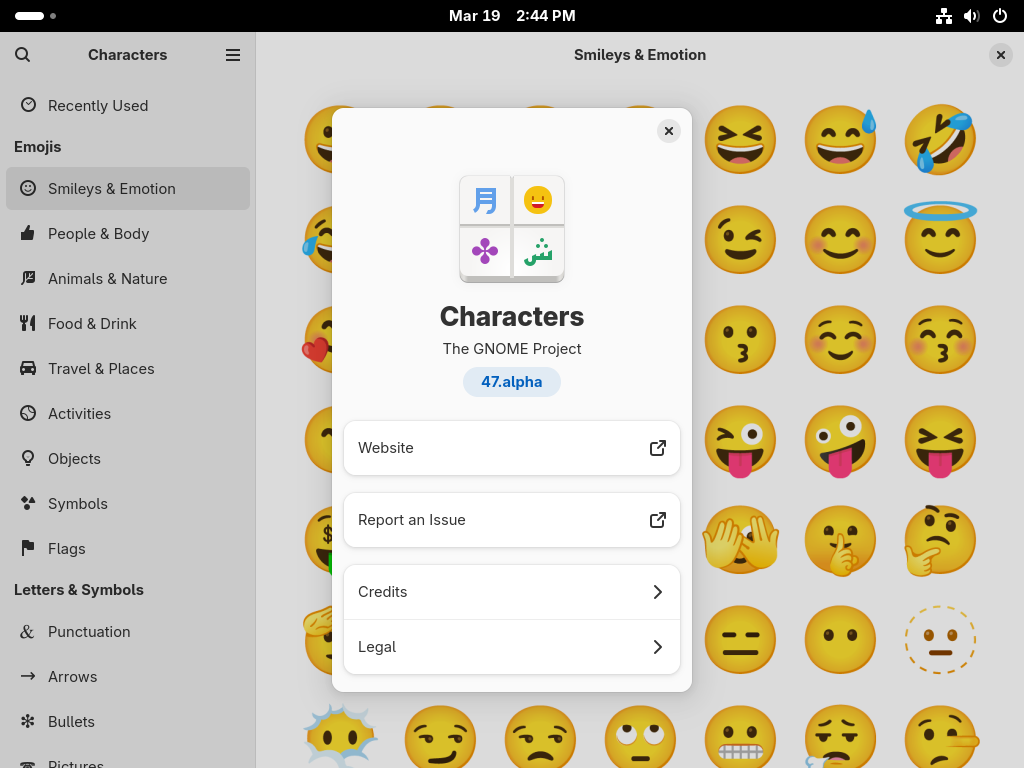 Mar 19 2:44 PM
Characters
Smileys & Emotion
Recently Used
Emojis
Smileys & Emotion
People & Body
Animals & Nature
Food & Drink
Travel & Places
Activities
Objects
Symbols
Flags
Letters & Symbols
& Punctuation
Arrows
Bullets
Pictures
月
ش
Characters
The GNOME Project
47.alpha
Website
Report an Issue
Credits
Legal
$